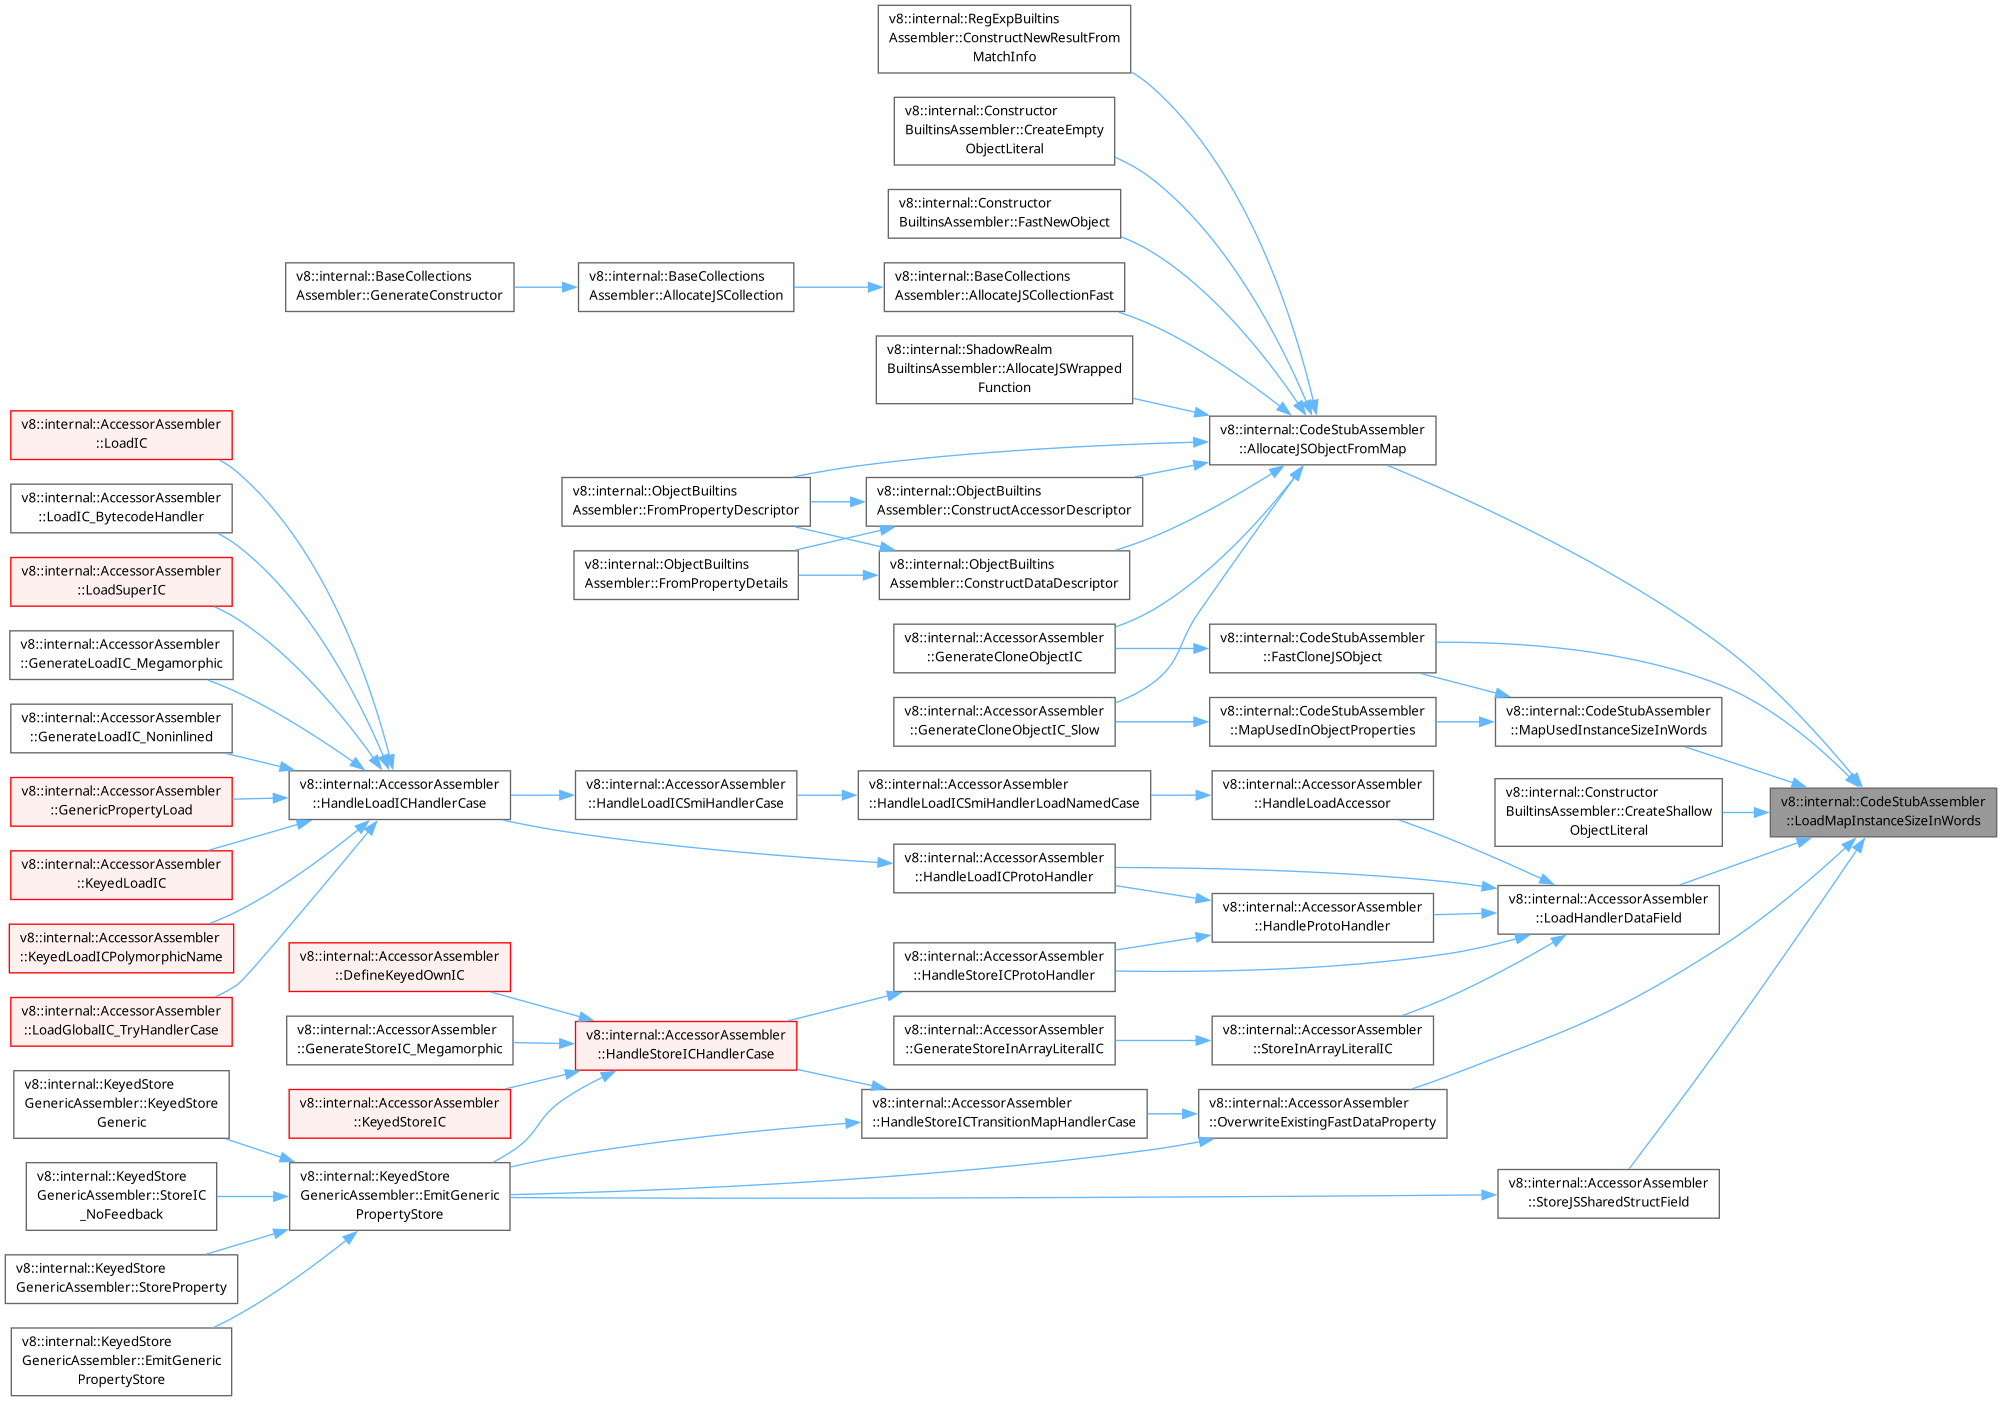 v8::internal::RegExpBuiltins
Assembler::ConstructNewResultFrom
MatchInfo
v8::internal::Constructor
BuiltinsAssembler::CreateEmpty
ObjectLiteral
v8::internal::Constructor
BuiltinsAssembler::FastNewObject
v8::internal::BaseCollections
Assembler::GenerateConstructor
v8::internal::BaseCollections
Assembler::AllocateJSCollection
v8::internal::BaseCollections
Assembler::AllocateJSCollectionFast
v8::internal::ShadowRealm
BuiltinsAssembler::AllocateJSWrapped
Function
v8::internal::AccessorAssembler
::LoadIC
v8::internal::CodeStubAssembler
::AllocateJSObjectFromMap
v8::internal::AccessorAssembler
::LoadIC_BytecodeHandler
v8::internal::ObjectBuiltins
Assembler::FromPropertyDescriptor
v8::internal::ObjectBuiltins
Assembler::ConstructAccessorDescriptor
v8::internal::AccessorAssembler
::LoadSuperIC
v8::internal::ObjectBuiltins
Assembler::FromPropertyDetails
v8::internal::ObjectBuiltins
Assembler::ConstructDataDescriptor
v8::internal::AccessorAssembler
::GenerateLoadIC_Megamorphic
v8::internal::AccessorAssembler
::GenerateCloneObjectIC
v8::internal::CodeStubAssembler
::FastCloneJSObject
v8::internal::AccessorAssembler
::GenerateLoadIC_Noninlined
v8::internal::AccessorAssembler
::GenerateCloneObjectIC_Slow
v8::internal::CodeStubAssembler
::MapUsedInObjectProperties
v8::internal::CodeStubAssembler
::MapUsedInstanceSizeInWords
v8::internal::AccessorAssembler
::GenericPropertyLoad
v8::internal::AccessorAssembler
::HandleLoadICHandlerCase
v8::internal::AccessorAssembler
::HandleLoadICSmiHandlerCase
v8::internal::AccessorAssembler
::HandleLoadICSmiHandlerLoadNamedCase
v8::internal::AccessorAssembler
::HandleLoadAccessor
v8::internal::Constructor
BuiltinsAssembler::CreateShallow
ObjectLiteral
v8::internal::CodeStubAssembler
::LoadMapInstanceSizeInWords
v8::internal::AccessorAssembler
::KeyedLoadIC
v8::internal::AccessorAssembler
::HandleLoadICProtoHandler
v8::internal::AccessorAssembler
::HandleProtoHandler
v8::internal::AccessorAssembler
::LoadHandlerDataField
v8::internal::AccessorAssembler
::KeyedLoadICPolymorphicName
v8::internal::AccessorAssembler
::DefineKeyedOwnIC
v8::internal::AccessorAssembler
::HandleStoreICProtoHandler
v8::internal::AccessorAssembler
::LoadGlobalIC_TryHandlerCase
v8::internal::AccessorAssembler
::GenerateStoreIC_Megamorphic
v8::internal::AccessorAssembler
::HandleStoreICHandlerCase
v8::internal::AccessorAssembler
::GenerateStoreInArrayLiteralIC
v8::internal::AccessorAssembler
::StoreInArrayLiteralIC
v8::internal::KeyedStore
GenericAssembler::KeyedStore
Generic
v8::internal::AccessorAssembler
::KeyedStoreIC
v8::internal::AccessorAssembler
::HandleStoreICTransitionMapHandlerCase
v8::internal::AccessorAssembler
::OverwriteExistingFastDataProperty
v8::internal::KeyedStore
GenericAssembler::StoreIC
_NoFeedback
v8::internal::KeyedStore
GenericAssembler::EmitGeneric
PropertyStore
v8::internal::AccessorAssembler
::StoreJSSharedStructField
v8::internal::KeyedStore
GenericAssembler::StoreProperty
v8::internal::KeyedStore
GenericAssembler::EmitGeneric
PropertyStore